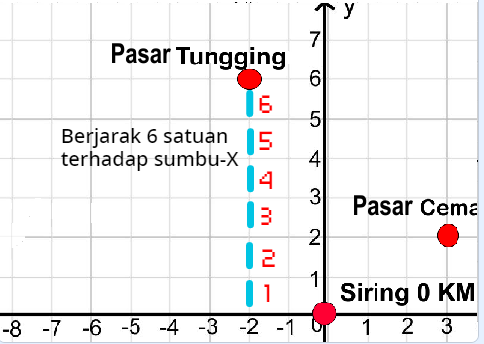 y
7
Pasar Tungging
6
6
5
Berjarak 6 satuan
5
terhadap sumbu-X
4
4
3
3
Pasar Cema
2
2
1
1
Siring 0 KM
-8 -7 -6 -5 -4 -3 -2 -1 0 1 2 3